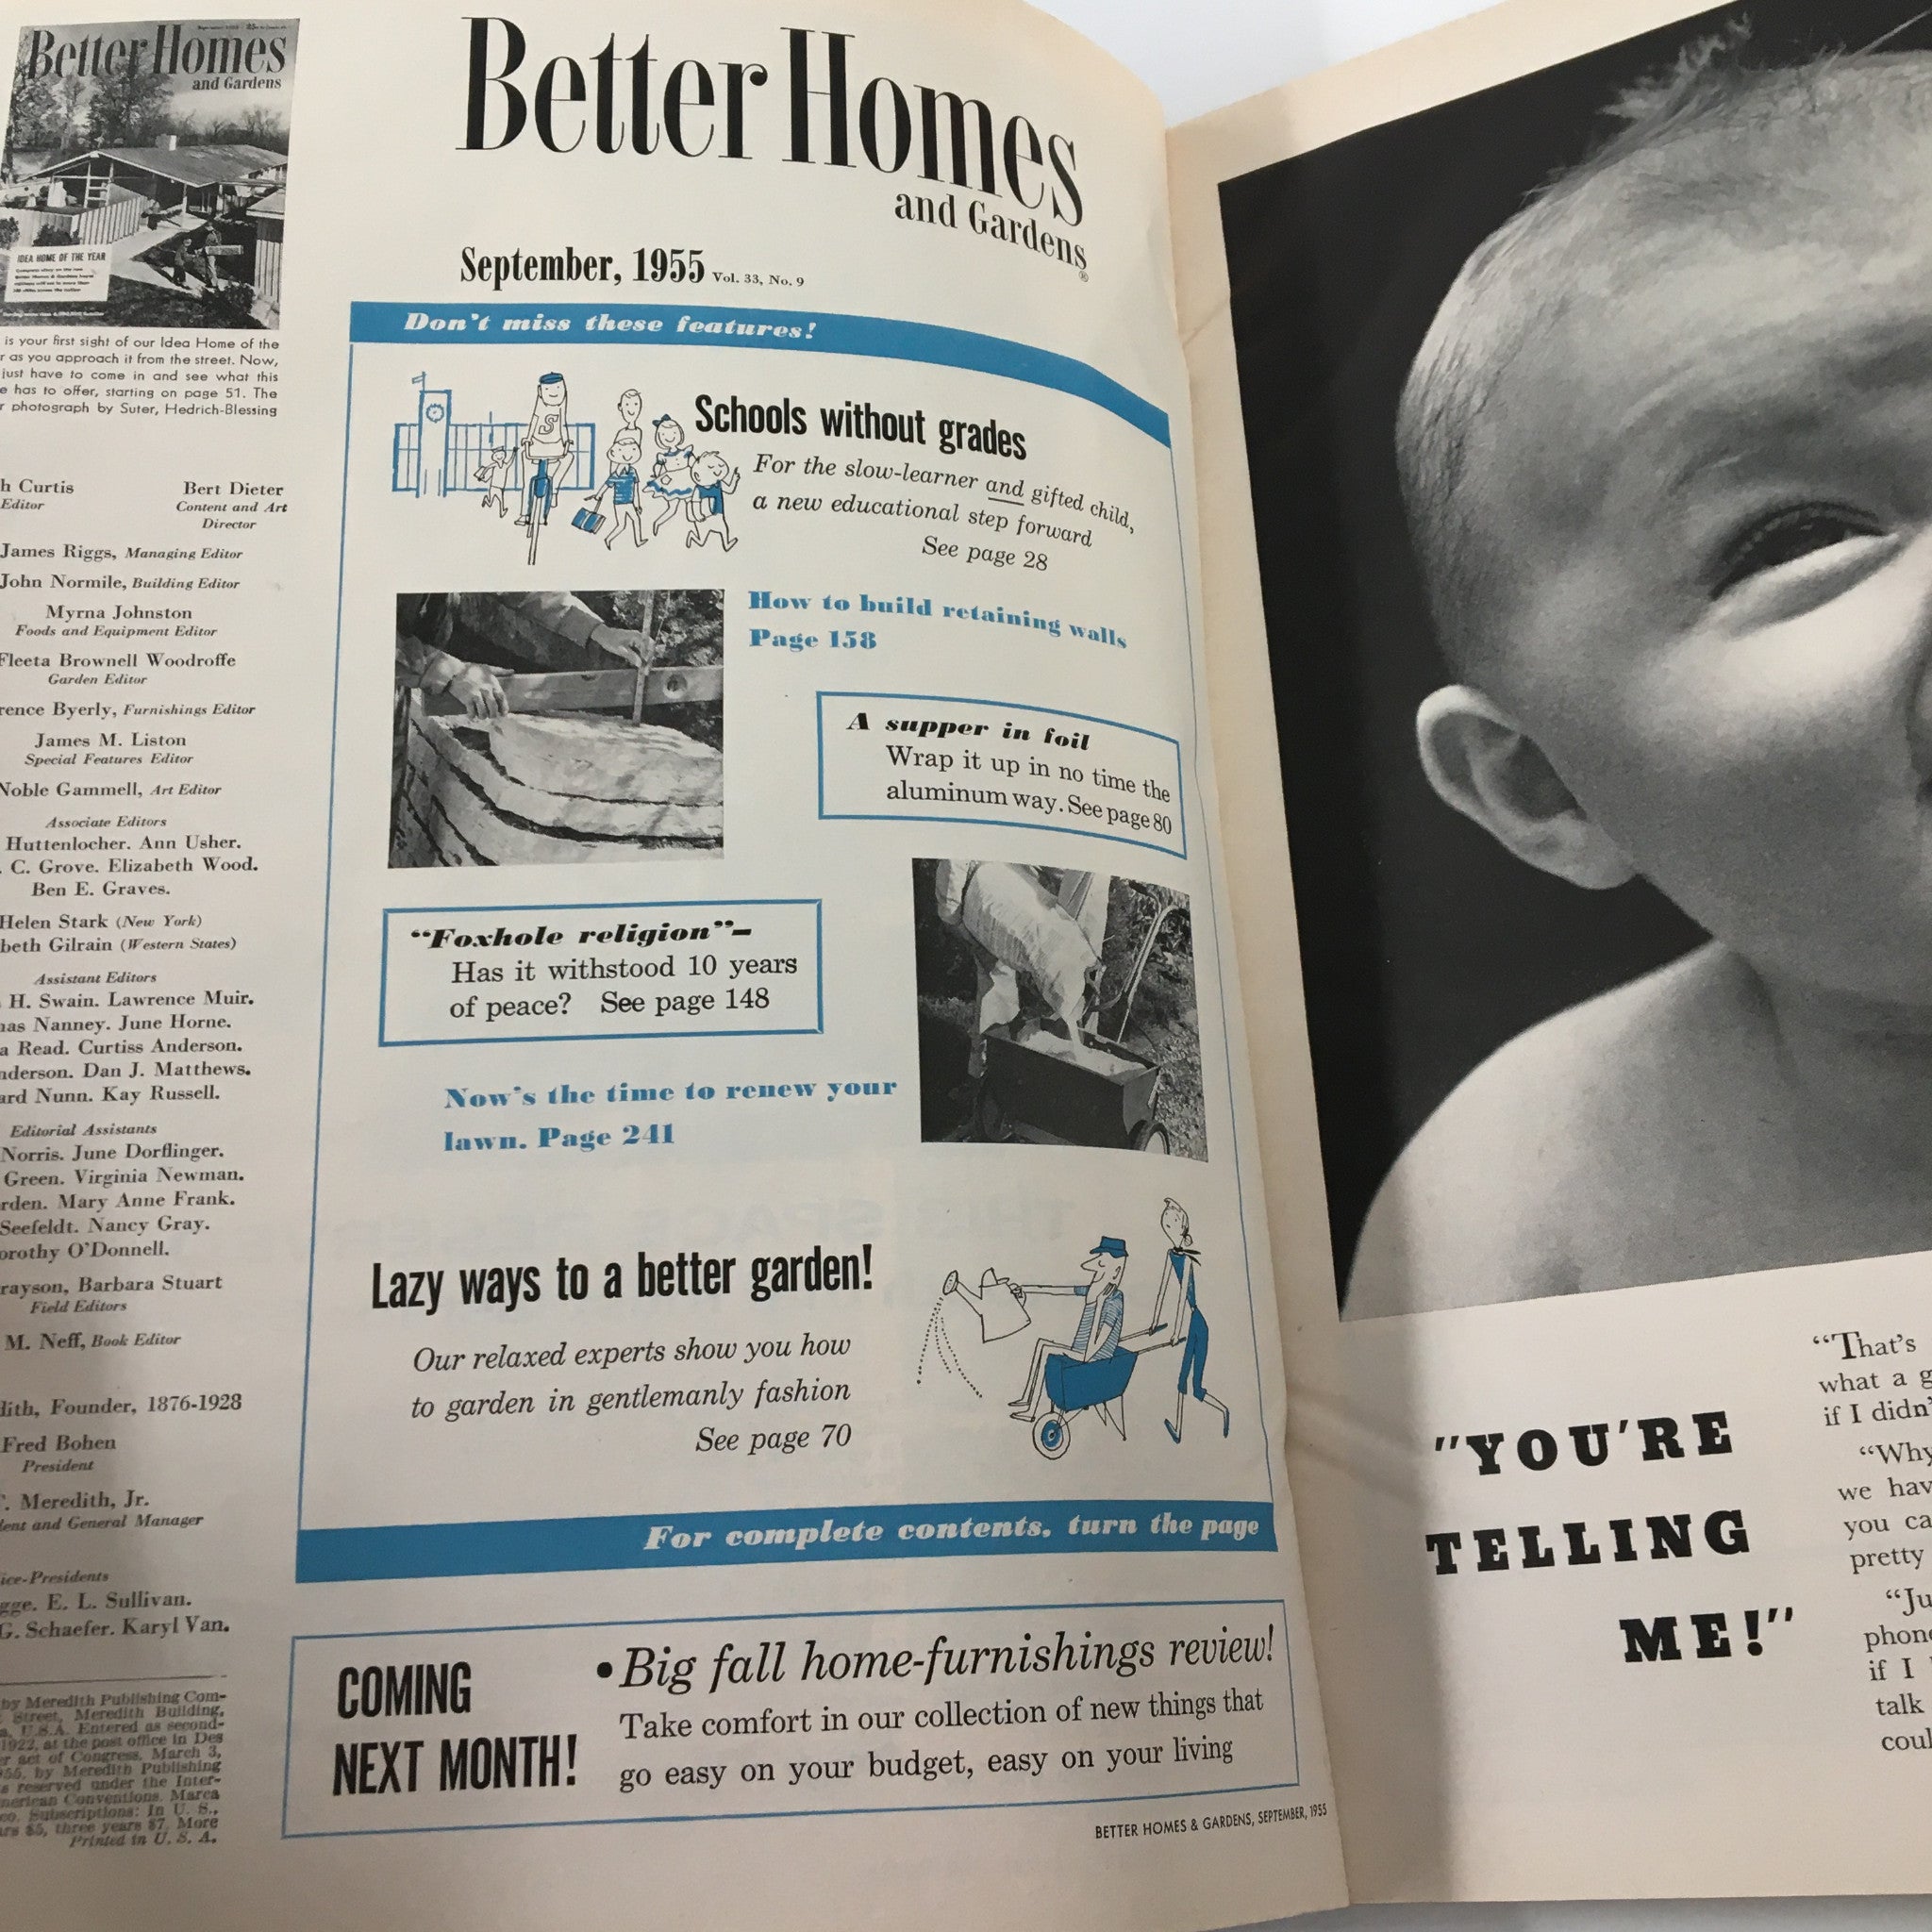 Better Homes
and Gardens
IDEA HOME OF THE YEAR
is your first sight of our Idea Home of the
as you approach it from the street. Now,
just have to come in and see what this
has to offer, starting on page 51. The
photograph by Suter, Hedrich-Blessing
Curtis
Editor
Bert Dieter
Content and Art
Director
James Riggs, Managing Editor
John Normile, Building Editor
Myrna Johnston
Foods and Equipment Editor
Fleeta Brownell Woodroffe
Garden Editor
Byerly, Furnishings Editor
James M. Liston
Special Features Editor
Noble Gammell, Art Editor
Associate Editors
Huttenlocher. Ann Usher.
C. Grove. Elizabeth Wood.
Ben E. Graves.
Helen Stark (New York)
Gilrain (Western States)
Assistant Editors
H. Swain. Lawrence Muir.
Nanney. June Horne.
Read. Curtiss Anderson.
Dan J. Matthews.
Nunn. Kay Russell.
Editorial Assistants
Norris. June Dorflinger.
Green. Virginia Newman.
Mary Anne Frank.
Seefeldt. Nancy Gray.
O'Donnell.
Barbara Stuart
Field Editors
M. Neff, Book Editor
Founder, 1876-1928
Fred Bohen
President
Meredith, Jr.
and General Manager
E. L. Sullivan.
G. Schaefer. Karyl Van.
by Meredith Publishing Com-
Street, Meredith Building,
U.S.A. Entered as second-
1922, at the post office in Des
act of Congress, March 3,
by Meredith Publishing
reserved under the Inter-
Conventions. Marca
Subscriptions: In U. S.,
$5, three years $7. More
Printed in U. S. A.
Better Homes
and Gardens®
September, 1955 Vol. 33, No. 9
Don't miss these features!
S
Schools without grades
For the slow-learner and gifted child,
a new educational step forward
See page 28
How to build retaining walls
Page 158
A supper in foil
Wrap it up in no time the
aluminum way. See page 80
“Foxhole religion”—
Has it withstood 10 years
of peace? See page 148
Now's the time to renew your
lawn. Page 241
Lazy ways to a better garden!
Our relaxed experts show you how
to garden in gentlemanly fashion
See page 70
For complete contents, turn the page
COMING
NEXT MONTH!
•Big fall home-furnishings review!
Take comfort in our collection of new things that
go easy on your budget, easy on your living
BETTER HOMES & GARDENS, SEPTEMBER, 1955
"YOU'RE
TELLING
ME!"
“That's
what a
if I
“Why
we
you
pretty
if I
talk